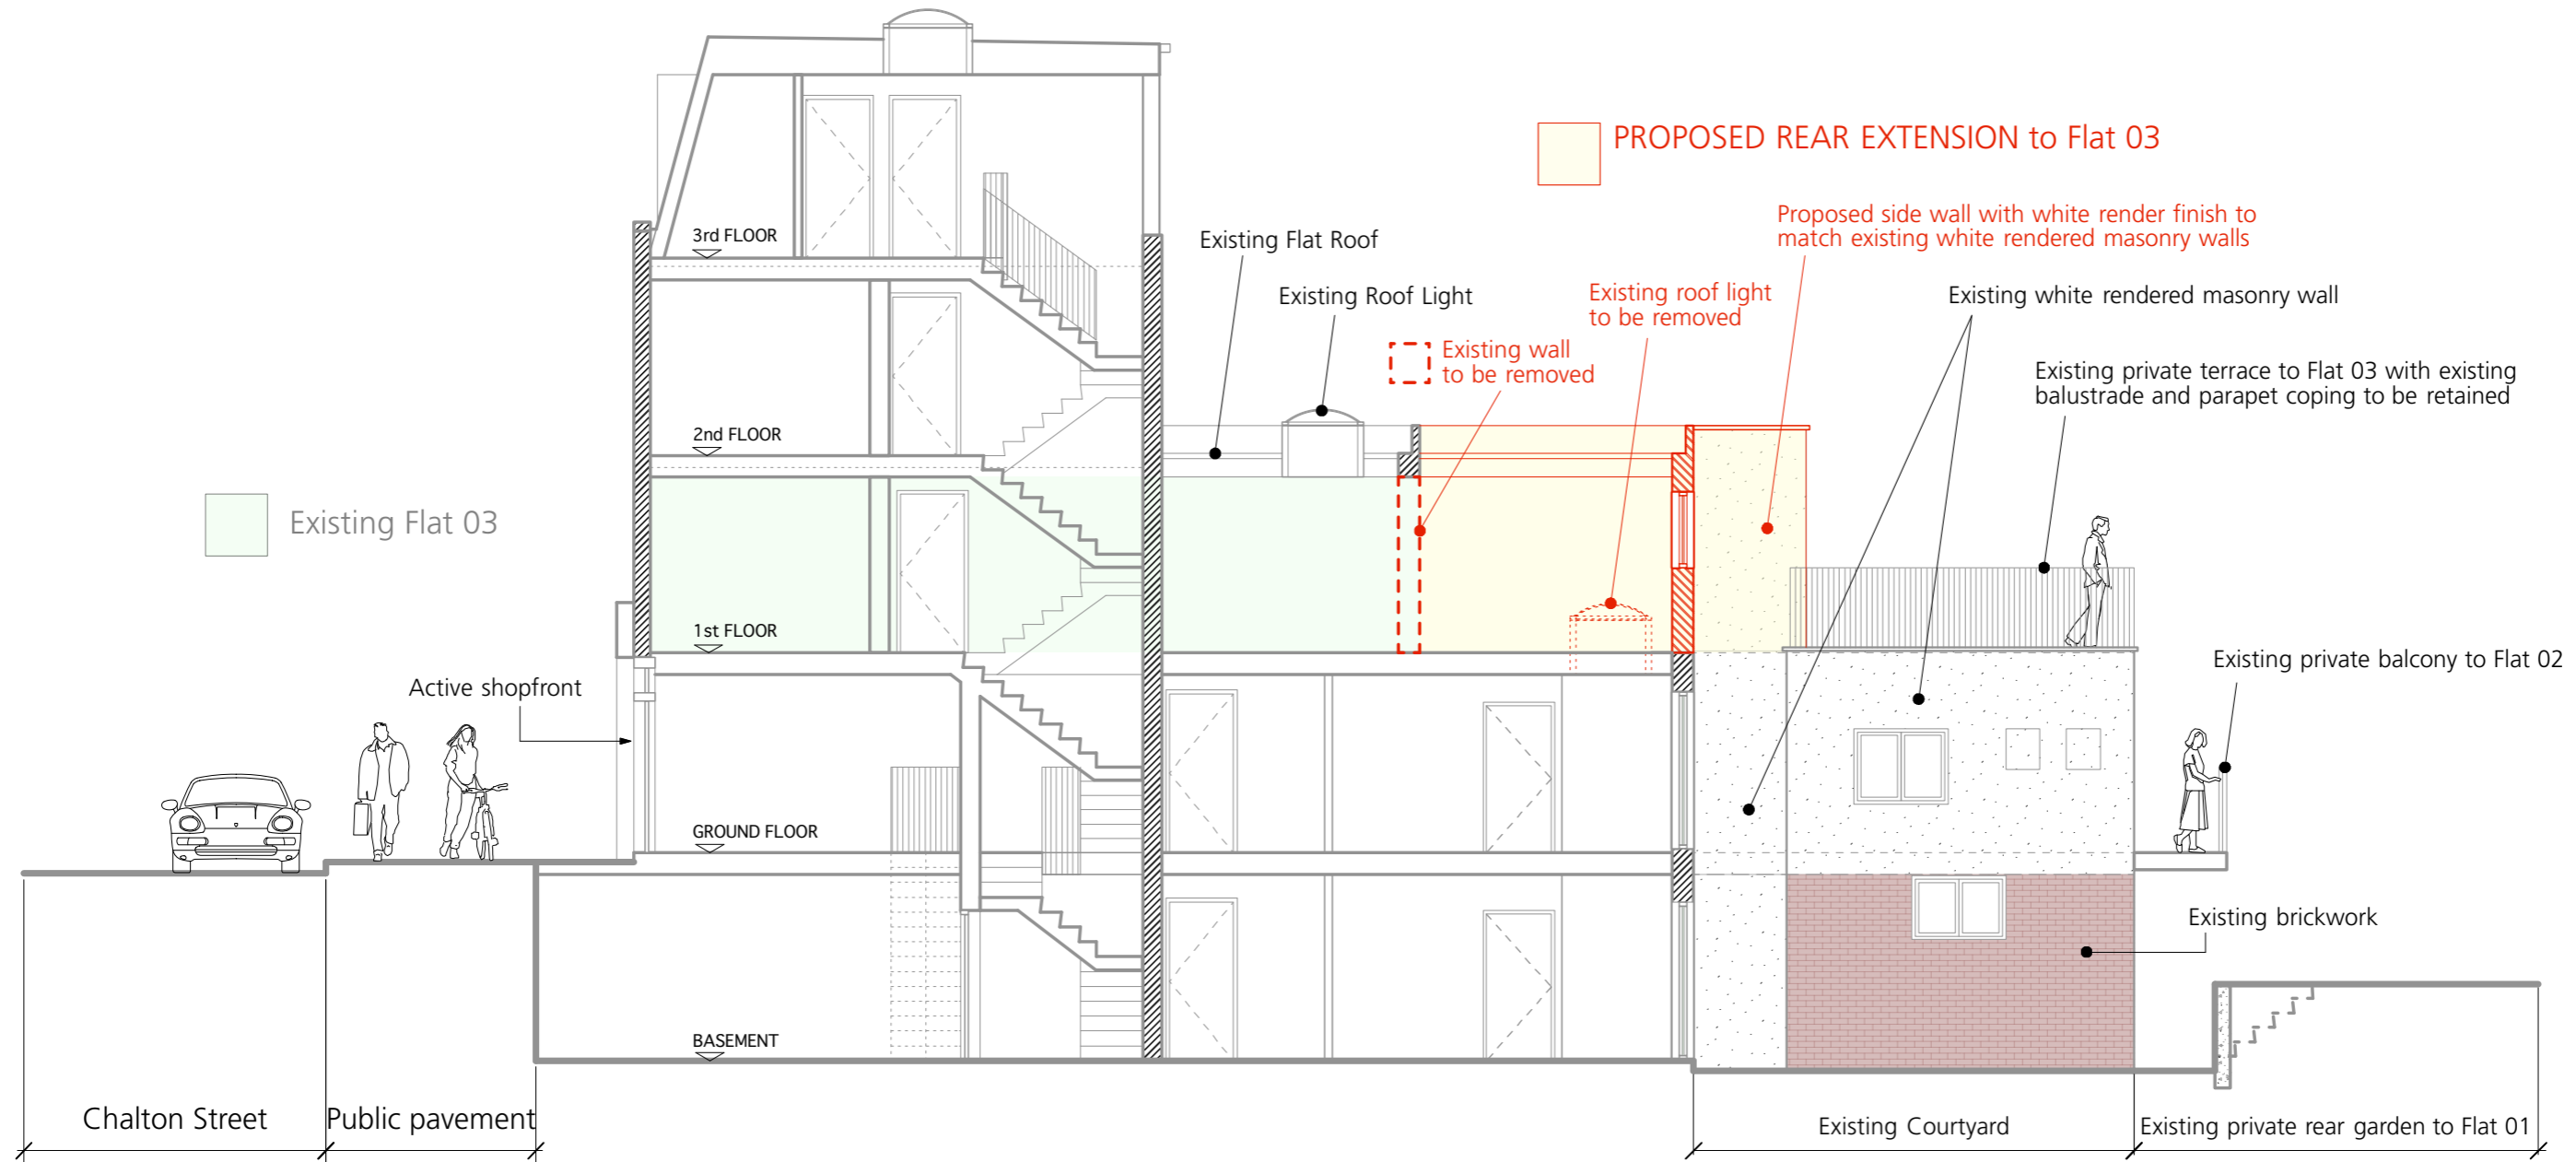 PROPOSED REAR EXTENSION to Flat 03
Proposed side wall with white render finish to
match existing white rendered masonry walls
3rd FLOOR
Existing Flat Roof
Existing Roof Light
Existing roof light
to be removed
Existing white rendered masonry wall
Existing wall
to be removed
Existing private terrace to Flat 03 with existing
balustrade and parapet coping to be retained
2nd FLOOR
Existing Flat 03
1st FLOOR
Active shopfront
Existing private balcony to Flat 02
GROUND FLOOR
Existing brickwork
BASEMENT
Chalton Street
Public pavement
Existing Courtyard
Existing private rear garden to Flat 01